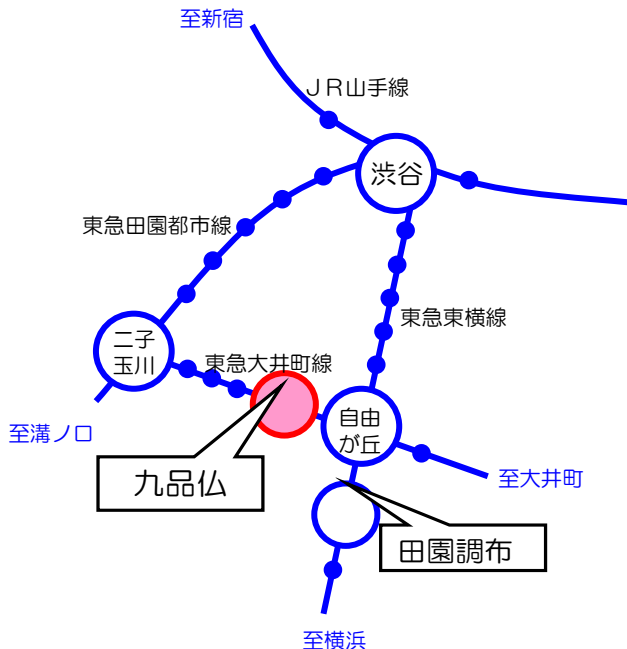 至新宿
JR山手線
渋谷
東急田園都市線
東急東横線
二子
玉川
東急大井町線
自由
が丘
至溝ノ口
九品仏
至大井町
田園調布
至横浜